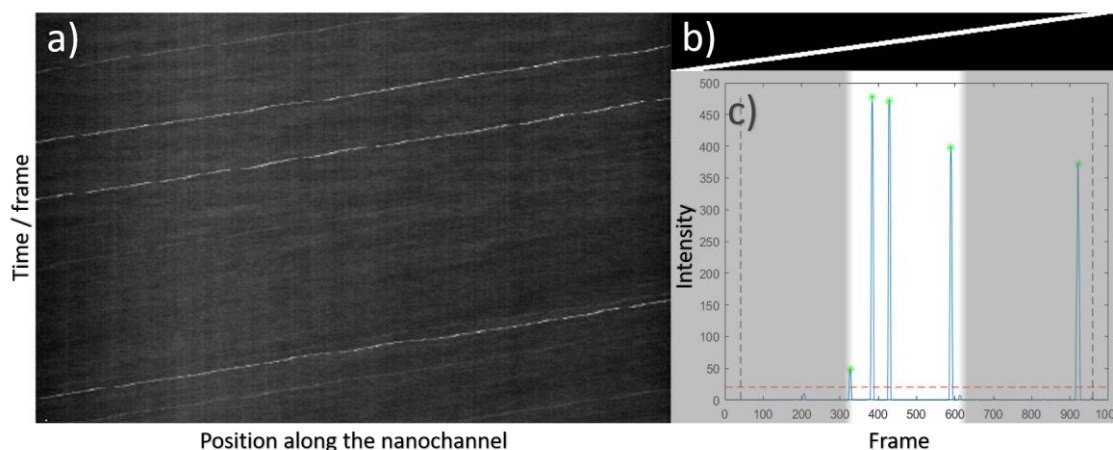 a)
Time / frame
Position along the nanochannel
b)
c)
Intensity
500
450
400
350
300
250
200
150
100
50
0
0 100 200 300 400 500 600 700 800 900 1000
Frame